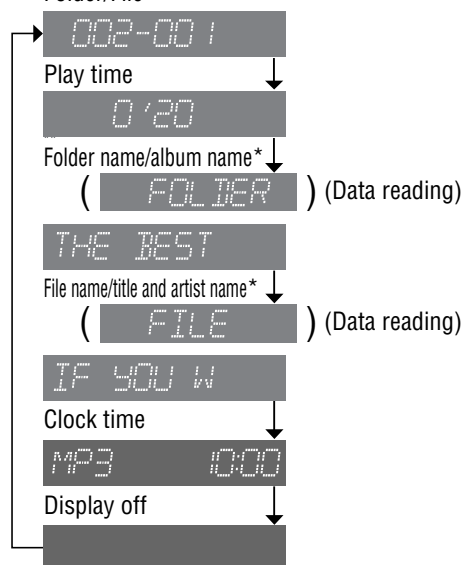 Folder/File
002-001
Play time
0'20
Folder name/album name*
( FOLDER ) (Data reading)
THE BEST
File name/title and artist name*
( FILE ) (Data reading)
IF YOU W
Clock time
MP3 10:00
Display off